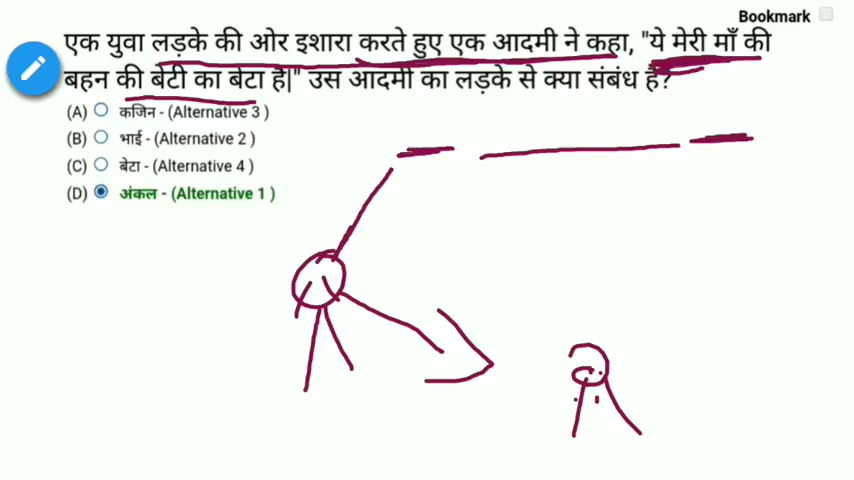 Bookmark
एक युवा लड़के की ओर इशारा करते हुए एक आदमी ने कहा, "ये मेरी माँ की
बहन की बेटी का बेटा है|" उस आदमी का लड़के से क्या संबंध है?
(A) कजिन - (Alternative 3 )
(B) भाई - (Alternative 2 )
(C) बेटा - (Alternative 4 )
(D) अंकल - (Alternative 1 )